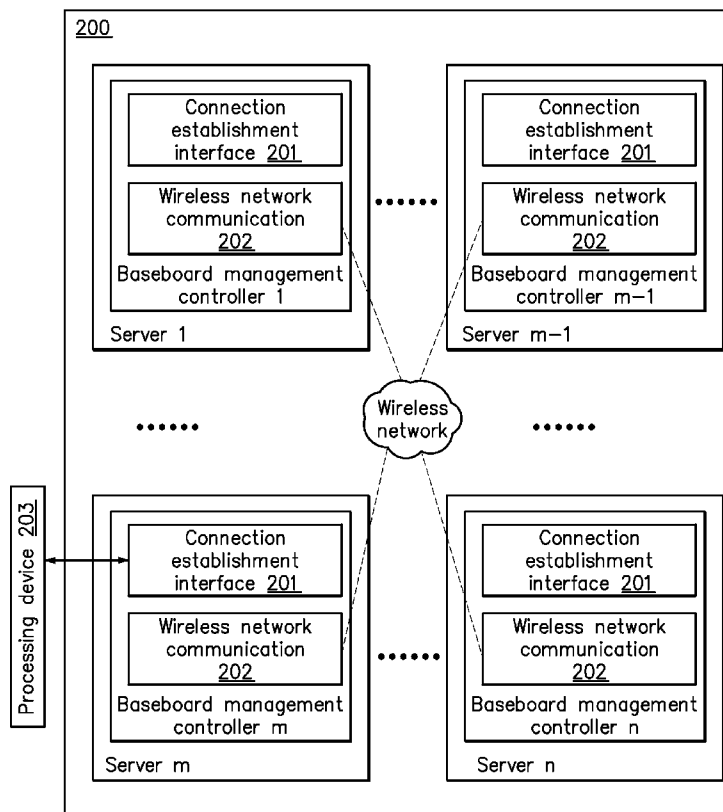 200
Connection
establishment
interface 201
Wireless network
communication
202
Baseboard management
controller 1
Server 1
Connection
establishment
interface 201
Wireless network
communication
202
Baseboard management
controller m-1
Server m-1
Wireless
network
Processing device 203
Connection
establishment
interface 201
Wireless network
communication
202
Baseboard management
controller m
Server m
Connection
establishment
interface 201
Wireless network
communication
202
Baseboard management
controller n
Server n